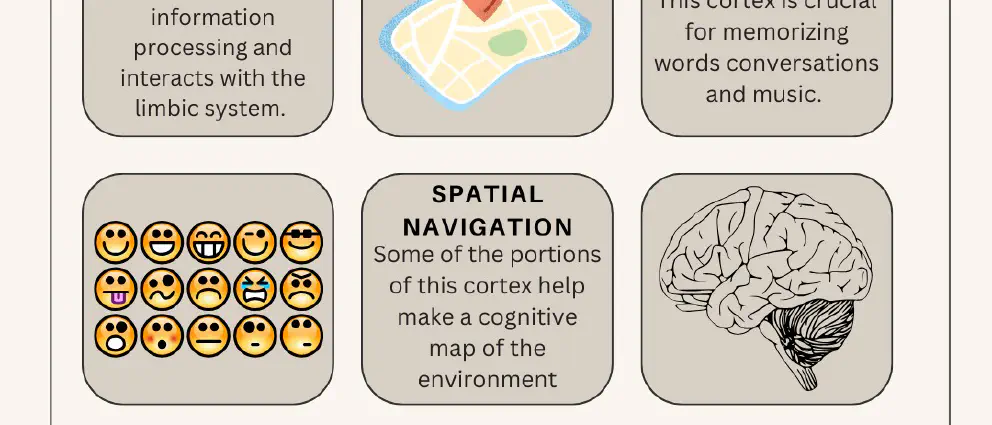 information
processing and
interacts with the
limbic system.
This cortex is crucial
for memorizing
words conversations
and music.
SPATIAL
NAVIGATION
Some of the portions
of this cortex help
make a cognitive
map of the
environment